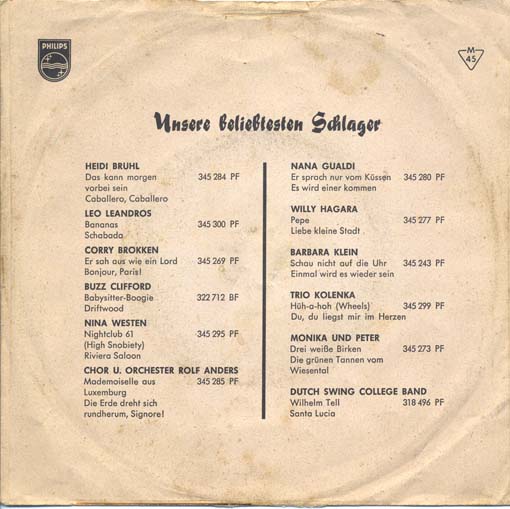 PHILIPS
M
45
Unsere beliebtesten Schlager
HEIDI BRUHL
Das kann morgen 345 284 PF
vorbei sein
Caballero, Caballero
LEO LEANDROS
Bananas 345 300 PF
Schabada
CORRY BROKKEN
Er sah aus wie ein Lord 345 269 PF
Bonjour, Paris!
BUZZ CLIFFORD
Babysitter-Boogie 322 712 BF
Driftwood
NINA WESTEN
Nightclub 61 345 295 PF
(High Snobiety)
Riviera Saloon
CHOR U. ORCHESTER ROLF ANDERS
Mademoiselle aus 345 285 PF
Luxemburg
Die Erde dreht sich
rundherum, Signore!
NANA GUALDI
Er sprach nur vom Küssen 345 280 PF
Es wird einer kommen
WILLY HAGARA
Pepe 345 277 PF
Liebe kleine Stadt
BARBARA KLEIN
Schau nicht auf die Uhr 345 243 PF
Einmal wird es wieder sein
TRIO KOLENKA
Hüh-a-hoh (Wheels) 345 299 PF
Du, du liegst mir im Herzen
MONIKA UND PETER
Drei weiße Birken 345 273 PF
Die grünen Tannen vom
Wiesental
DUTCH SWING COLLEGE BAND
Wilhelm Tell 318 496 PF
Santa Lucia